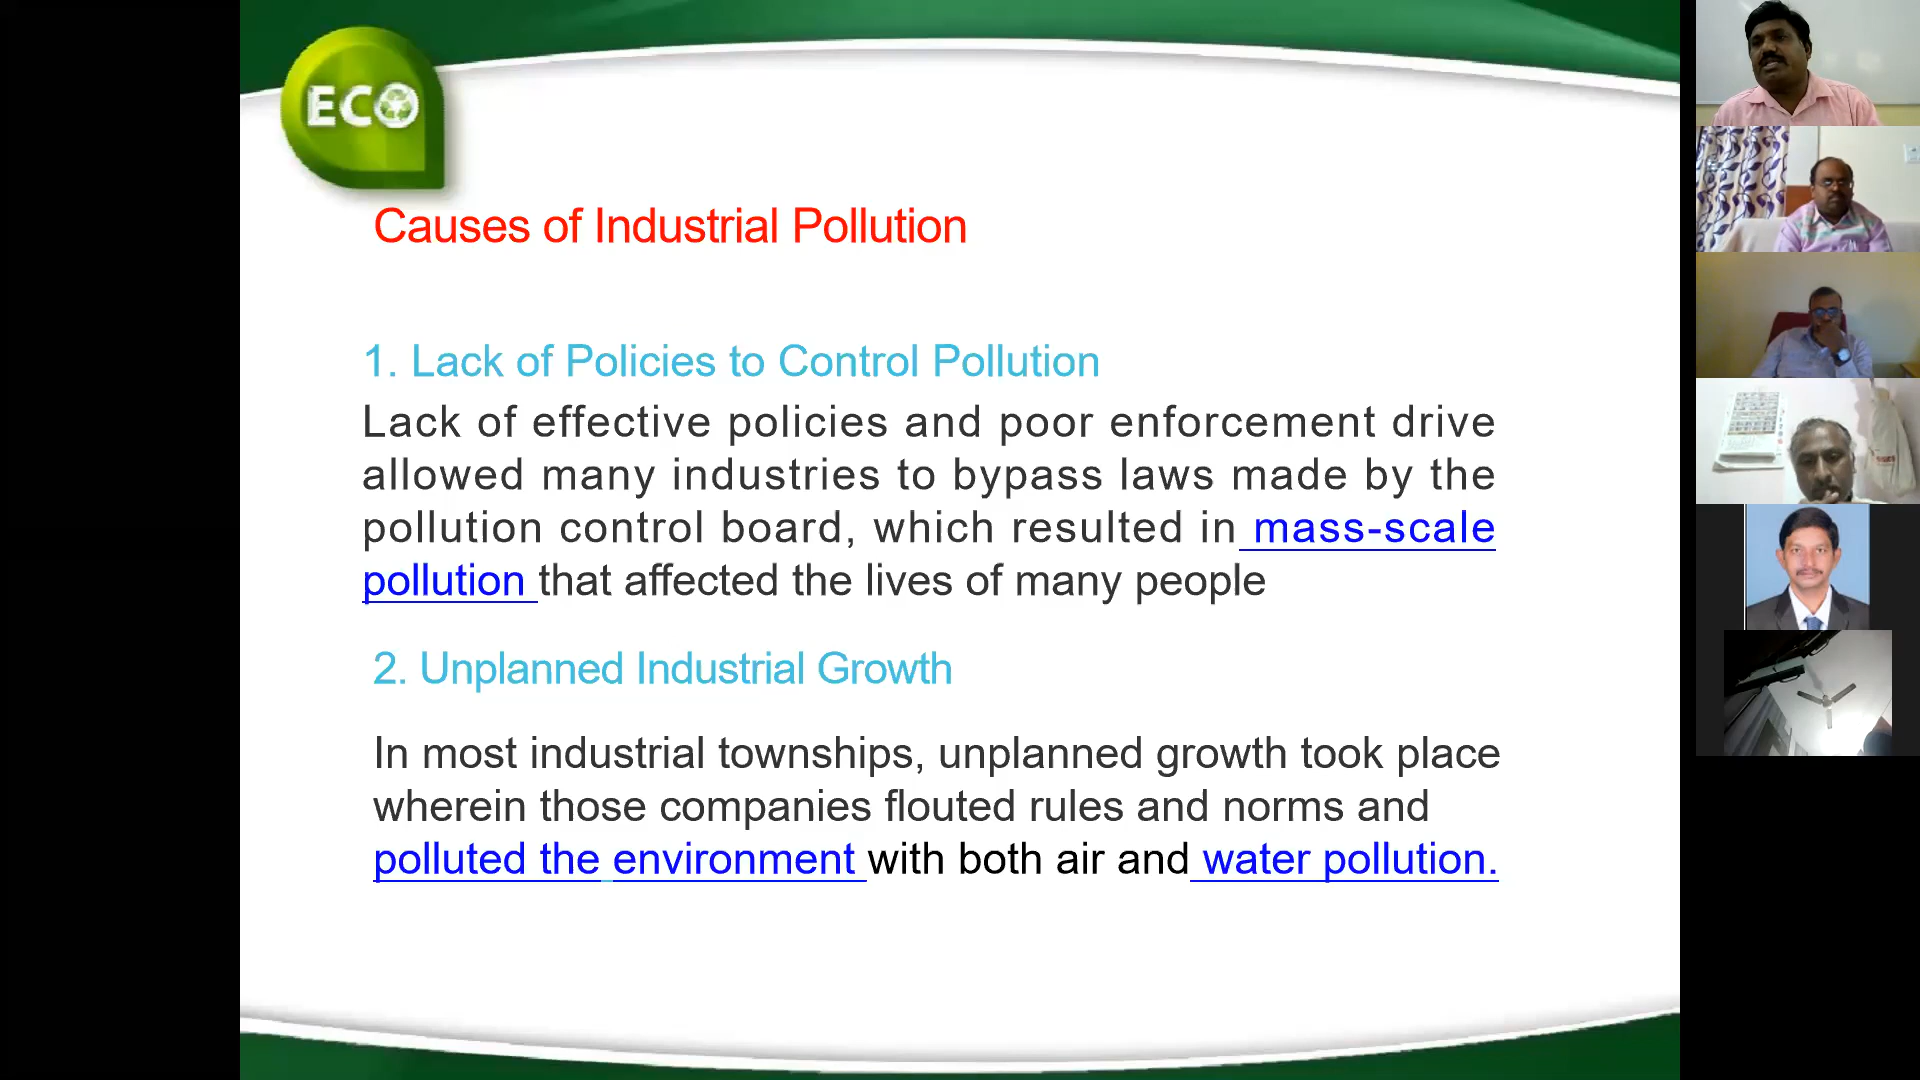 ECO
Causes of Industrial Pollution
1. Lack of Policies to Control Pollution
Lack of effective policies and poor enforcement drive
allowed many industries to bypass laws made by the
pollution control board, which resulted in mass-scale
pollution that affected the lives of many people
2. Unplanned Industrial Growth
In most industrial townships, unplanned growth took place
wherein those companies flouted rules and norms and
polluted the environment with both air and water pollution.